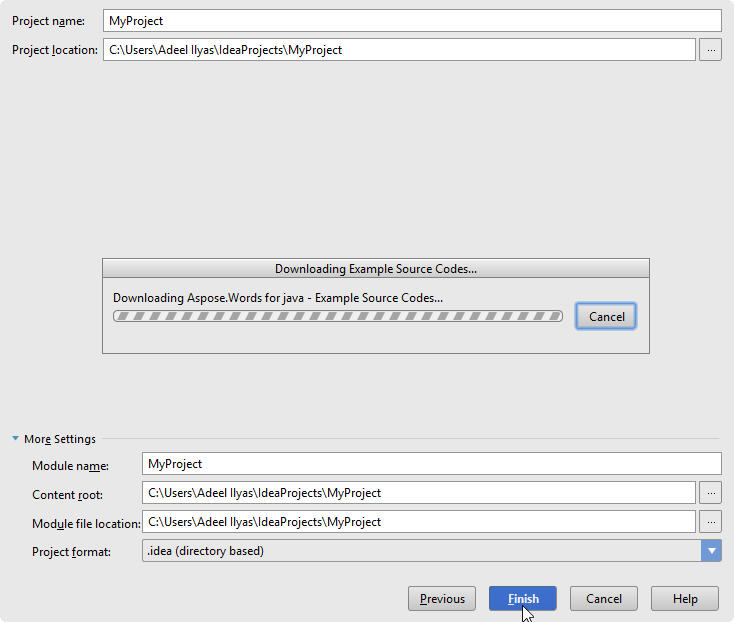 Project name: MyProject
Project location: C:\Users\Adeel Ilyas\IdeaProjects\MyProject ...
Downloading Example Source Codes...
Downloading Aspose.Words for java - Example Source Codes...
Cancel
More Settings
Module name: MyProject
Content root: C:\Users\Adeel Ilyas\IdeaProjects\MyProject ...
Module file location: C:\Users\Adeel Ilyas\IdeaProjects\MyProject ...
Project format: .idea (directory based)
Previous Finish Cancel Help